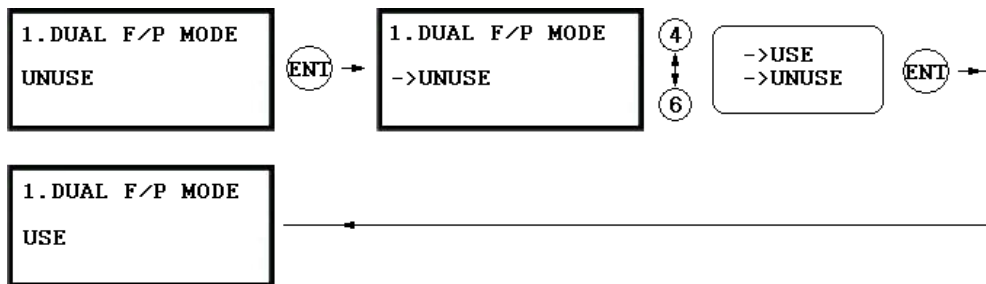 1.DUAL F/P MODE
UNUSE
ENT
1.DUAL F/P MODE
->UNUSE
4
6
->USE
->UNUSE
ENT
1.DUAL F/P MODE
USE